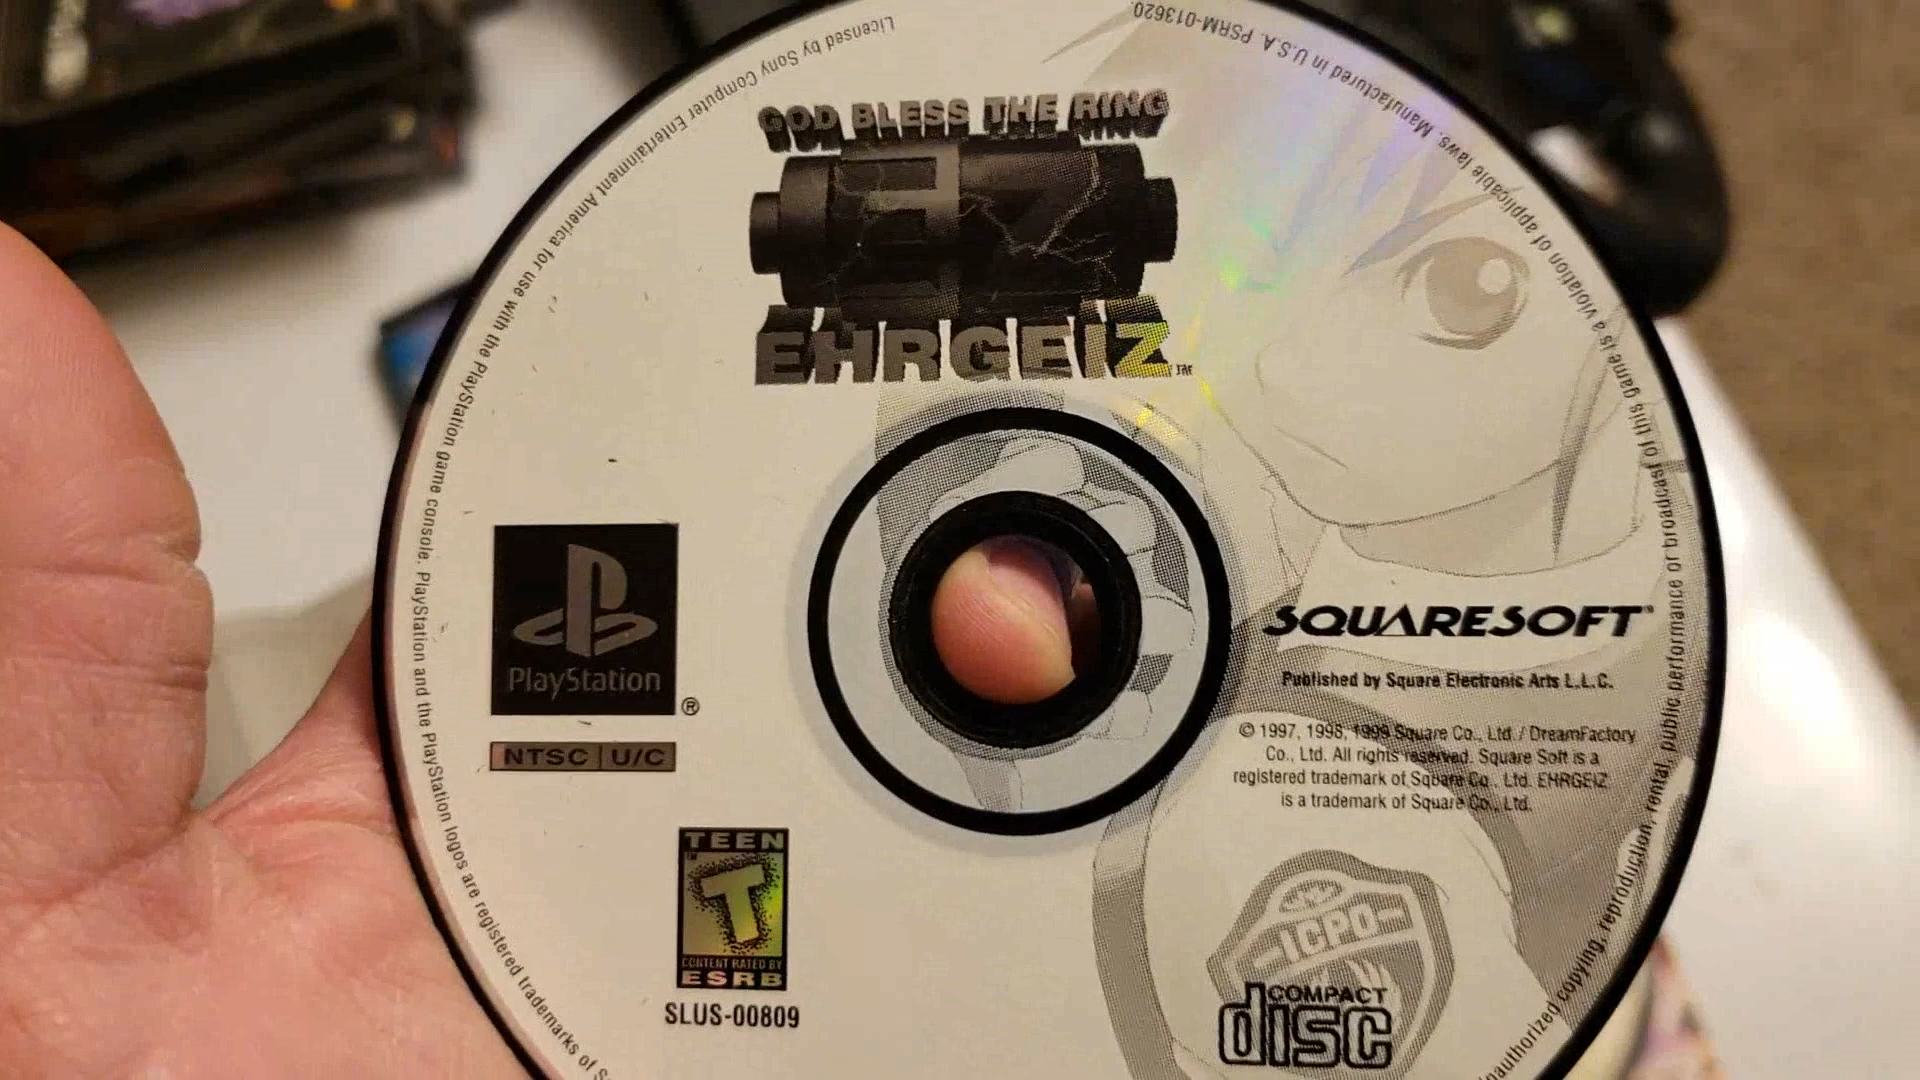 Licensed by Sony Computer Entertainment America for use with the PlayStation game console. PlayStation and the PlayStation logos are registered trademarks of S
GOD BLESS THE RING
EZ
EHRGEIZ™
PlayStation
®
NTSC U/C
TEEN
T
CONTENT RATED BY
ESRB
SLUS-00809
SQUARESOFT
Published by Square Electronic Arts L.L.C.
© 1997, 1998, 1999 Square Co., Ltd. / DreamFactory
Co., Ltd. All rights reserved. Square Soft is a
registered trademark of Square Co., Ltd. EHRGEIZ
is a trademark of Square Co., Ltd.
ICPO
COMPACT
disc
nauthorized copying, reproduction, rental, public performance or broadcast of this game is a violation of applicable laws. Manufactured in U.S.A. PSRM-013620.